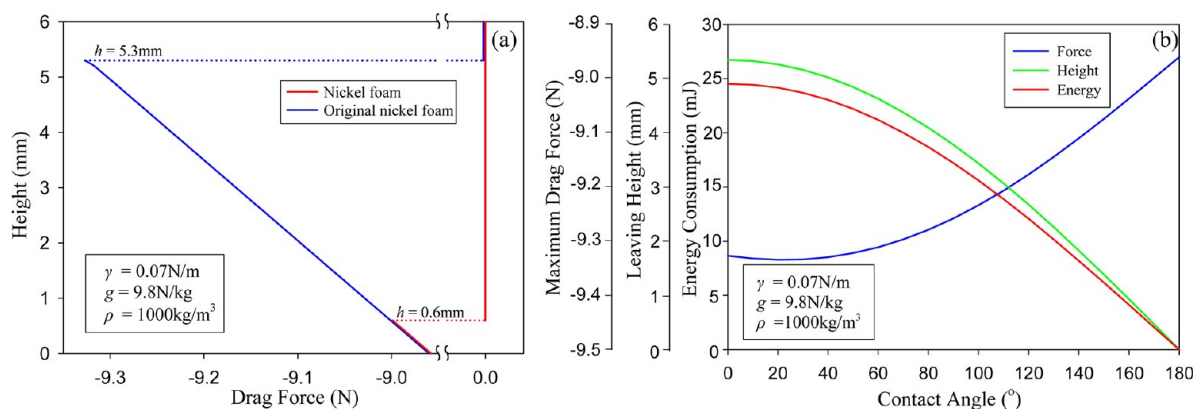 6
5
4
3
2
1
0
Height (mm)
(a)
h = 5.3mm
Nickel foam
Original nickel foam
γ = 0.07N/m
g = 9.8N/kg
ρ = 1000kg/m³
h = 0.6mm
-9.3 -9.2 -9.1 -9.0 0.0
Drag Force (N)
-8.9
-9.0
-9.1
-9.2
-9.3
-9.4
-9.5
Maximum Drag Force (N)
6
5
4
3
2
1
0
Leaving Height (mm)
30
25
20
15
10
5
0
Energy Consumption (mJ)
(b)
Force
Height
Energy
γ = 0.07N/m
g = 9.8N/kg
ρ =1000kg/m³
0 20 40 60 80 100 120 140 160 180
Contact Angle (°)